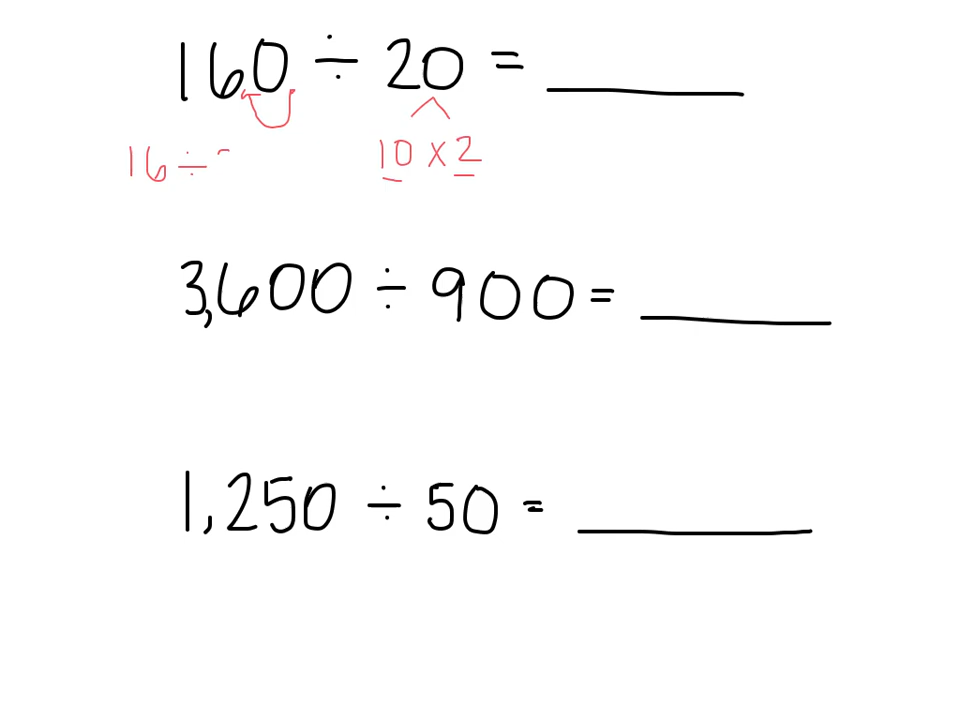 160 ÷ 20 = ______
16 ÷
10 x 2
3,600 ÷ 900 = ______
1,250 ÷ 50 = ______